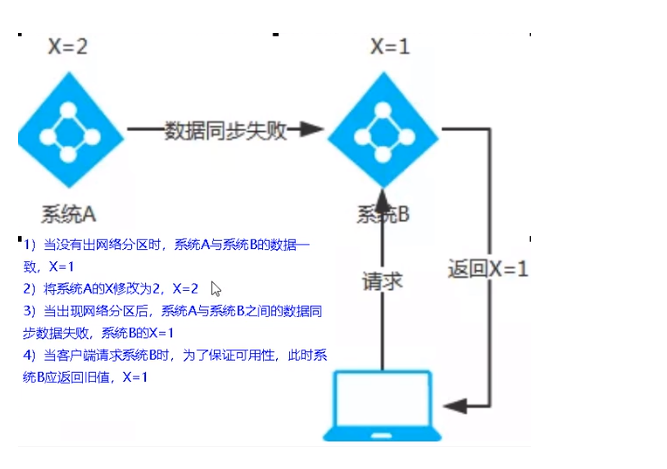 X=2
X=1
数据同步失败
系统A
系统B
1）当没有出网络分区时，系统A与系统B的数据一
致，X=1
2）将系统A的X修改为2，X=2
3）当出现网络分区后，系统A与系统B之间的数据同
步数据失败，系统B的X=1
4）当客户端请求系统B时，为了保证可用性，此时系
统B应返回旧值，X=1
请求
返回X=1